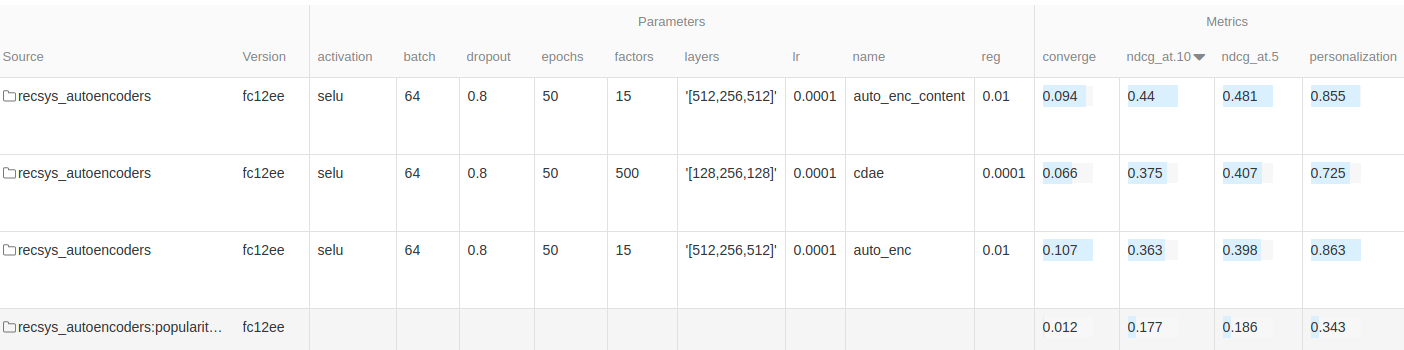 Parameters Metrics
Source Version activation batch dropout epochs factors layers lr name reg converge ndcg_at.10 ndcg_at.5 personalization
recsys_autoencoders fc12ee selu 64 0.8 50 15 '[512,256,512]' 0.0001 auto_enc_content 0.01 0.094 0.44 0.481 0.855
recsys_autoencoders fc12ee selu 64 0.8 50 500 '[128,256,128]' 0.0001 cdae 0.0001 0.066 0.375 0.407 0.725
recsys_autoencoders fc12ee selu 64 0.8 50 15 '[512,256,512]' 0.0001 auto_enc 0.01 0.107 0.363 0.398 0.863
recsys_autoencoders:popularit… fc12ee 0.012 0.177 0.186 0.343